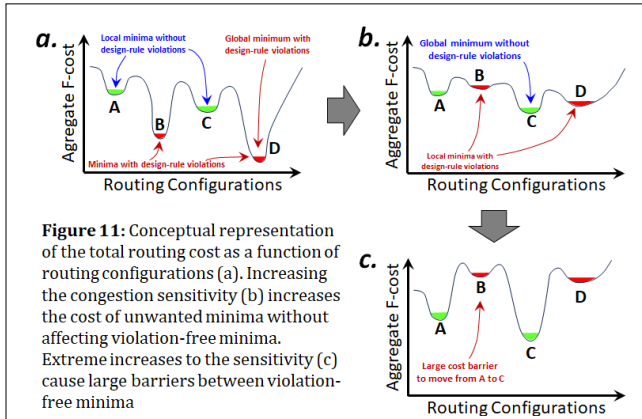 a.
Aggregate F-cost
Local minima without
design-rule violations
Global minimum with
design-rule violations
A
B
C
D
Minima with design-rule violations
Routing Configurations
b.
Aggregate F-cost
Global minimum without
design-rule violations
A
B
C
D
Local minima with
design-rule violations
Routing Configurations
Figure 11: Conceptual representation
of the total routing cost as a function of
routing configurations (a). Increasing
the congestion sensitivity (b) increases
the cost of unwanted minima without
affecting violation-free minima.
Extreme increases to the sensitivity (c)
cause large barriers between violation-
free minima
c.
Aggregate F-cost
A
B
C
D
Large cost barrier
to move from A to C
Routing Configurations